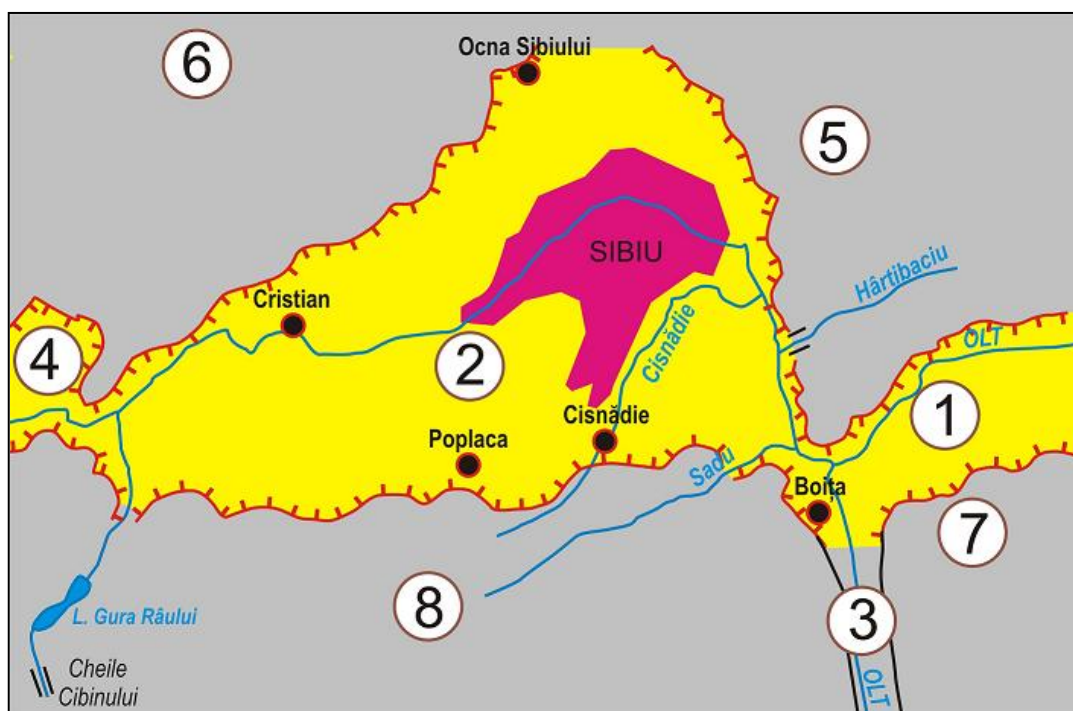 Ocna Sibiului
6
5
SIBIU
Hârtibaciu
Cristian
OLT
4
2
Cisnădie
1
Cisnădie
Poplaca
Sadu
Boița
7
8
L. Gura Râului
3
Cheile
Cibinului
OLT